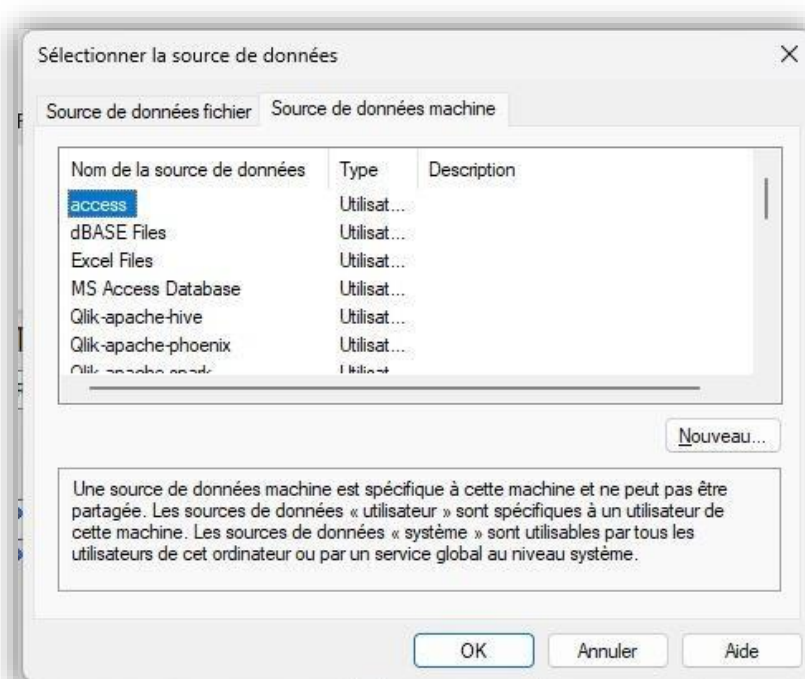 Sélectionner la source de données
Source de données fichier Source de données machine
Nom de la source de données Type Description
access Utilisat...
dBASE Files Utilisat...
Excel Files Utilisat...
MS Access Database Utilisat...
Qlik-apache-hive Utilisat...
Qlik-apache-phoenix Utilisat...
Qlik-apache-spark Utilisat...
Nouveau...
Une source de données machine est spécifique à cette machine et ne peut pas être
partagée. Les sources de données « utilisateur » sont spécifiques à un utilisateur de
cette machine. Les sources de données « système » sont utilisables par tous les
utilisateurs de cet ordinateur ou par un service global au niveau système.
OK Annuler Aide